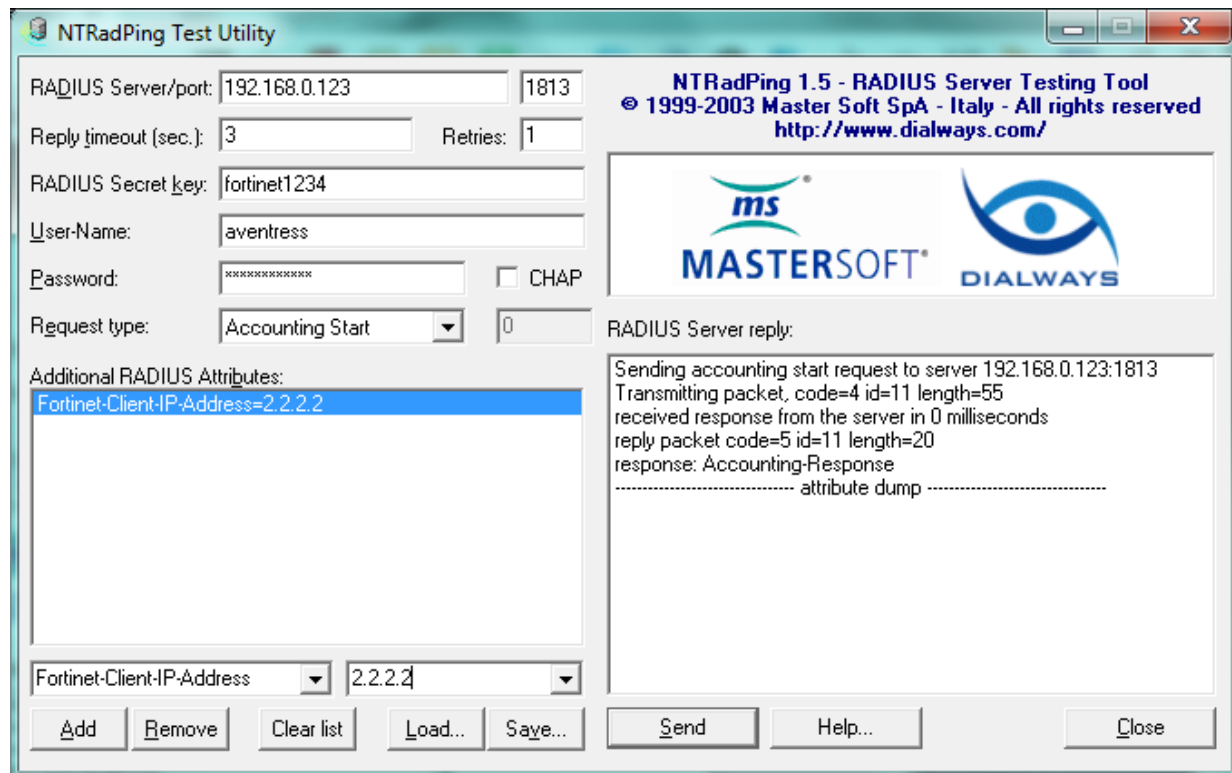 NTRadPing Test Utility
RADIUS Server/port: 192.168.0.123 1813
Reply timeout (sec.): 3 Retries: 1
RADIUS Secret key: fortinet1234
User-Name: aventress
Password: xxxxxxxxxxxx CHAP
Request type: Accounting Start 0
Additional RADIUS Attributes:
Fortinet-Client-IP-Address=2.2.2.2
Fortinet-Client-IP-Address 2.2.2.2
Add Remove Clear list Load... Save...
NTRadPing 1.5 - RADIUS Server Testing Tool
© 1999-2003 Master Soft SpA - Italy - All rights reserved
http://www.dialways.com/
ms
MASTERSOFT
DIALWAYS
RADIUS Server reply:
Sending accounting start request to server 192.168.0.123:1813
Transmitting packet, code=4 id=11 length=55
received response from the server in 0 milliseconds
reply packet code=5 id=11 length=20
response: Accounting-Response
-------------------------------- attribute dump --------------------------------
Send Help... Close